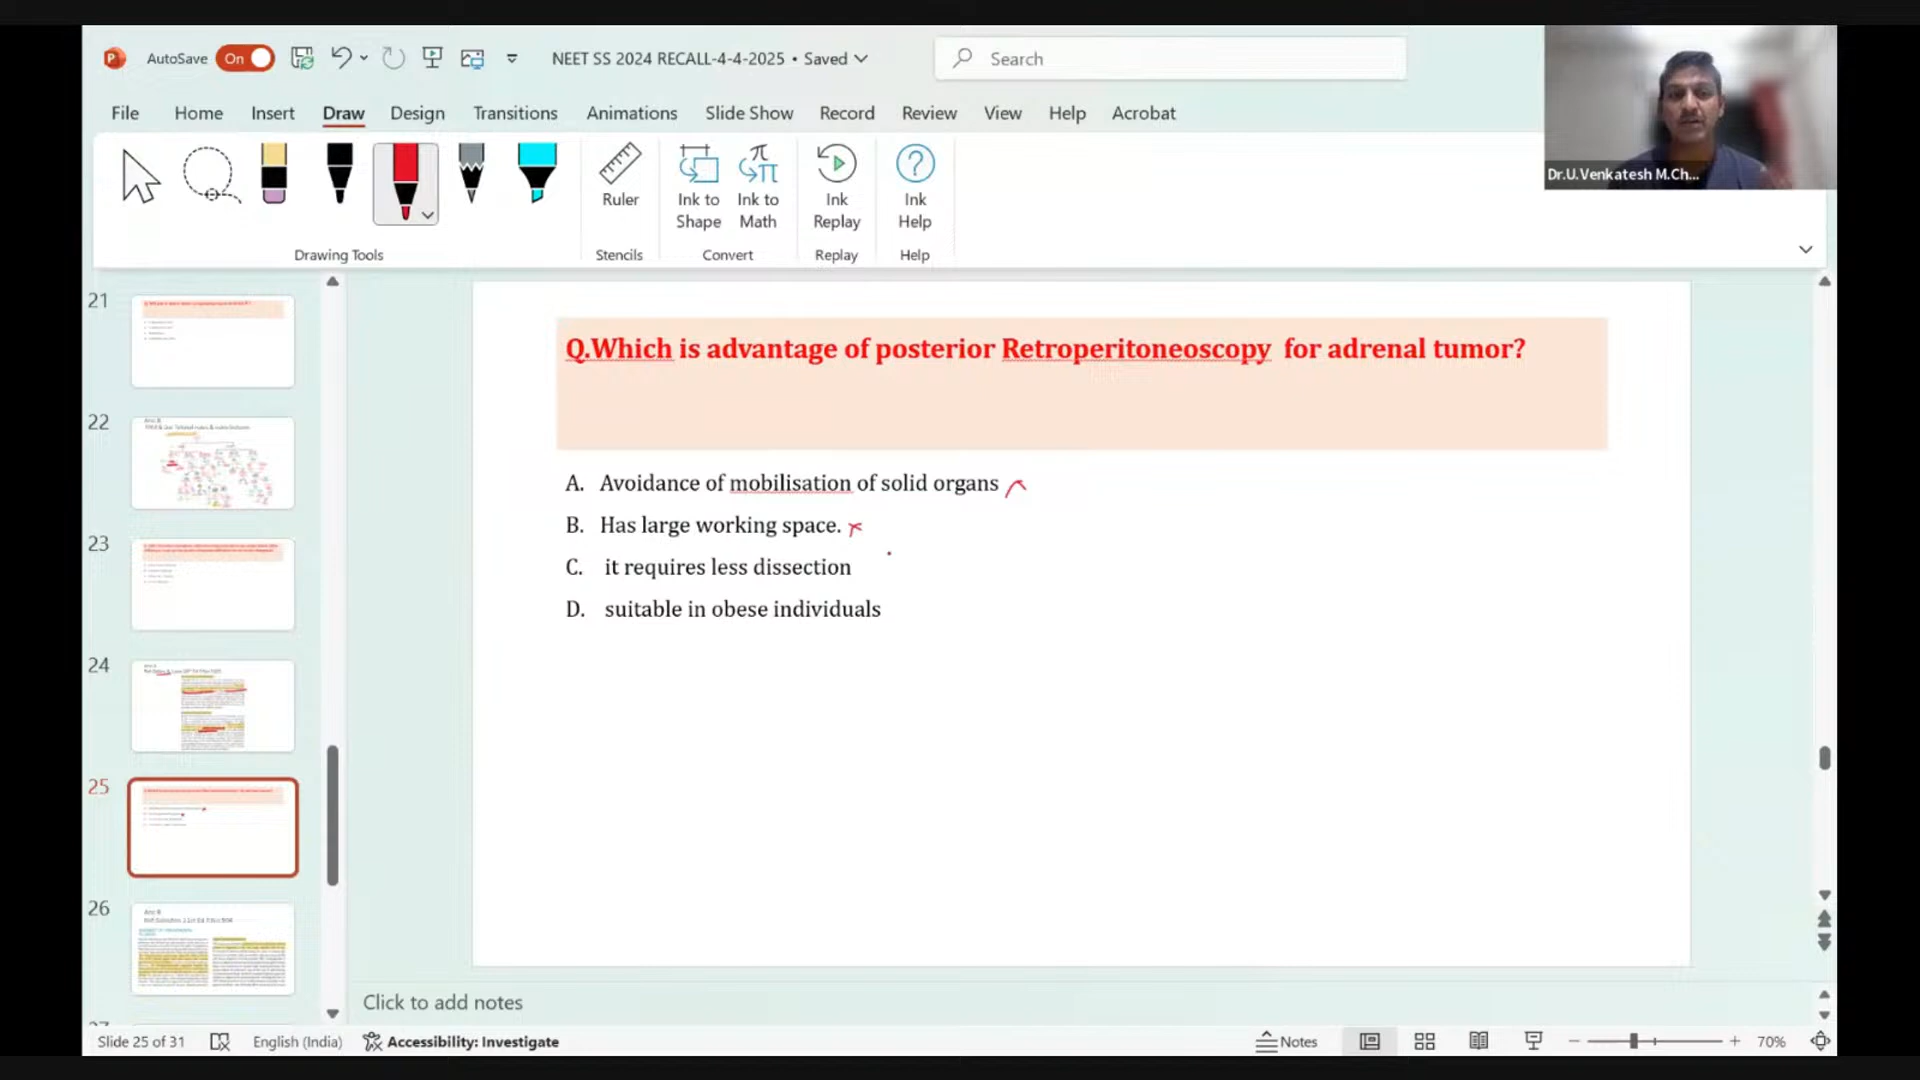 AutoSave On NEET SS 2024 RECALL-4-4-2025 • Saved Search
File Home Insert Draw Design Transitions Animations Slide Show Record Review View Help Acrobat
Dr.U.Venkatesh M.Ch...
Ruler
Ink to Shape
Ink to Math
Ink Replay
Ink Help
Drawing Tools Stencils Convert Replay Help
21
22
23
24
25
26
Q.Which is advantage of posterior Retroperitoneoscopy for adrenal tumor?
A. Avoidance of mobilisation of solid organs
B. Has large working space.
C. it requires less dissection
D. suitable in obese individuals
Click to add notes
Slide 25 of 31 English (India) Accessibility: Investigate Notes 70%